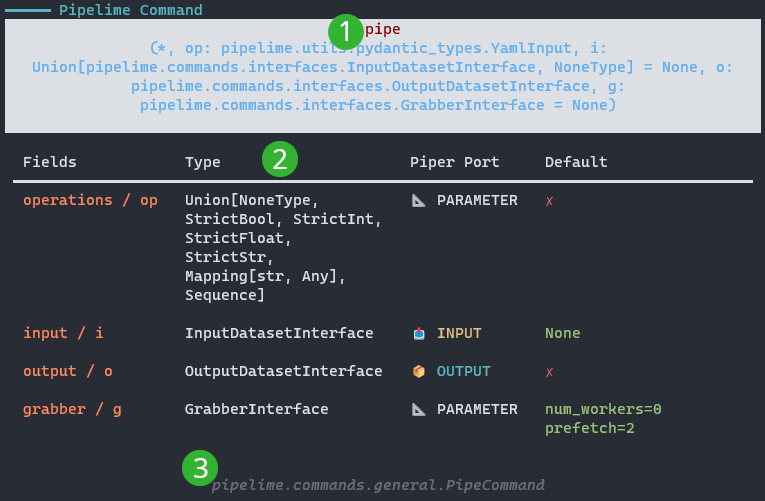 Pipelime Command
1
pipe
(*, op: pipelime.utils.pydantic_types.YamlInput, i:
Union[pipelime.commands.interfaces.InputDatasetInterface, NoneType] = None, o:
pipelime.commands.interfaces.OutputDatasetInterface, g:
pipelime.commands.interfaces.GrabberInterface = None)
Fields Type 2 Piper Port Default
operations / op Union[NoneType, 📐 PARAMETER ✗
StrictBool, StrictInt,
StrictFloat,
StrictStr,
Mapping[str, Any],
Sequence]
input / i InputDatasetInterface 📥 INPUT None
output / o OutputDatasetInterface 📦 OUTPUT ✗
grabber / g GrabberInterface 📐 PARAMETER num_workers=0
prefetch=2
3
pipelime.commands.general.PipeCommand